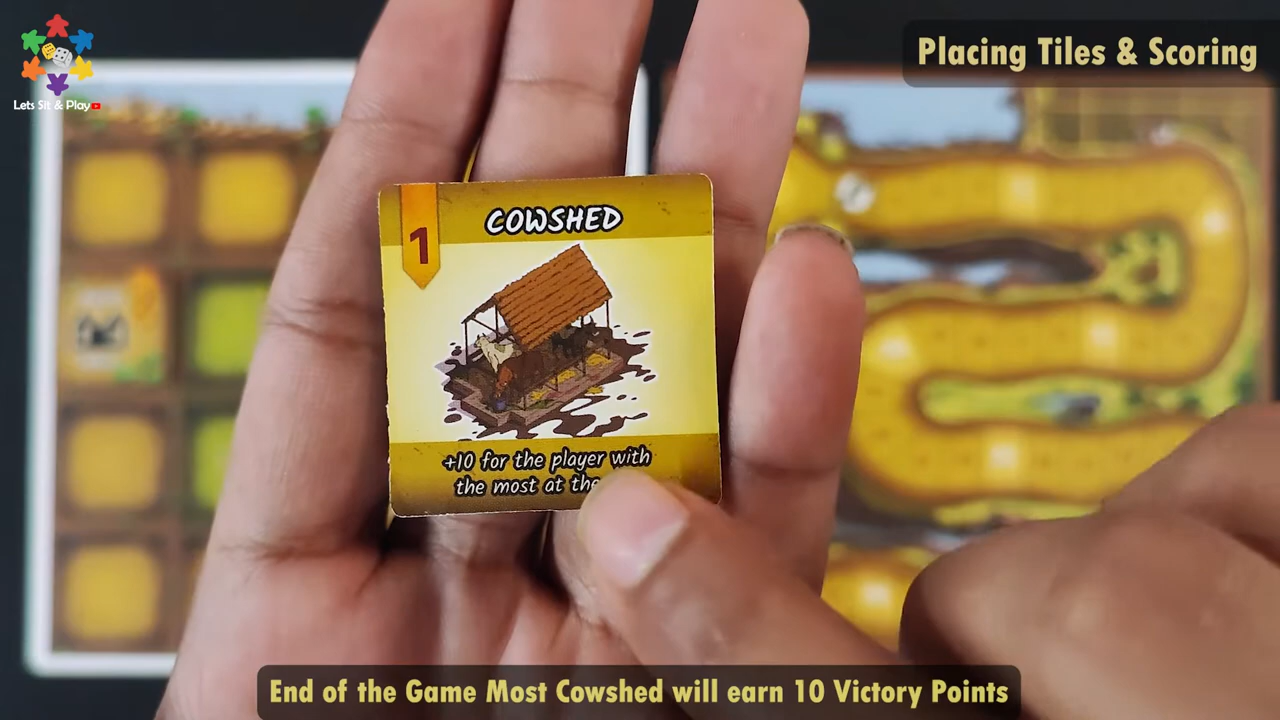 Lets Sit & Play
Placing Tiles & Scoring
1
COWSHED
+10 for the player with
the most at the
End of the Game Most Cowshed will earn 10 Victory Points